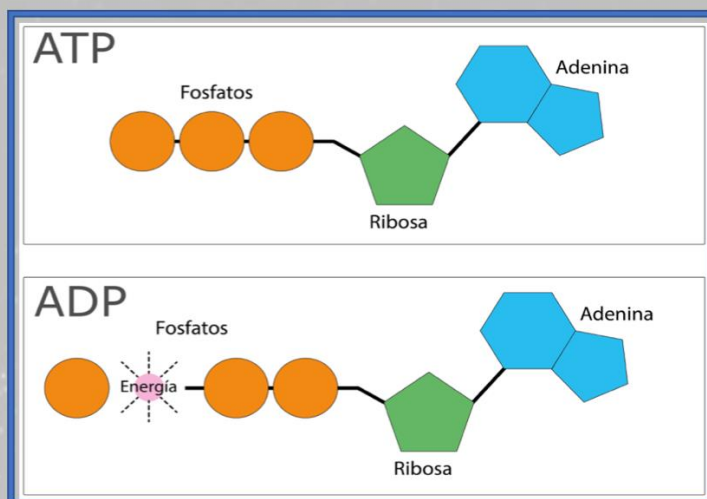 ATP
Adenina
Fosfatos
Ribosa
ADP
Adenina
Fosfatos
Energía
Ribosa